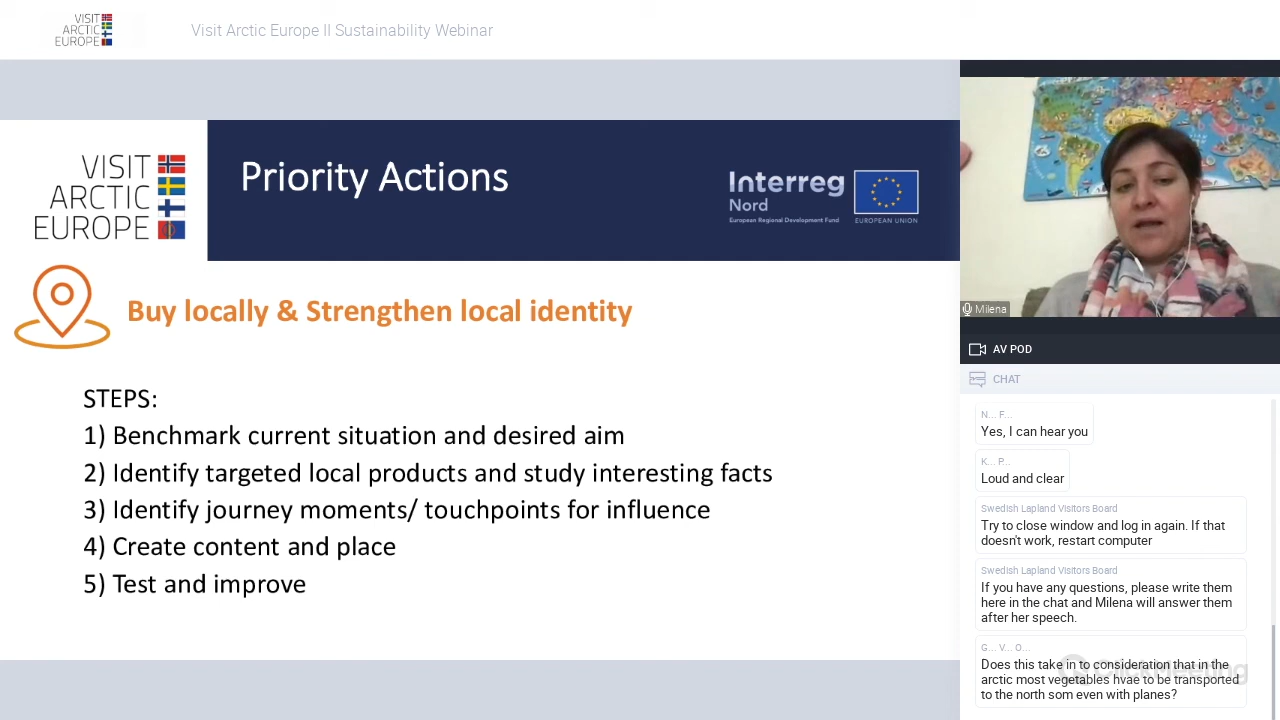 VISIT
ARCTIC
EUROPE
Visit Arctic Europe II Sustainability Webinar
VISIT
ARCTIC
EUROPE
Priority Actions
Interreg
Nord
European Regional Development Fund
EUROPEAN UNION
Buy locally & Strengthen local identity
STEPS:
1) Benchmark current situation and desired aim
2) Identify targeted local products and study interesting facts
3) Identify journey moments/ touchpoints for influence
4) Create content and place
5) Test and improve
Milena
AV POD
CHAT
N... F...
Yes, I can hear you
K... P...
Loud and clear
Swedish Lapland Visitors Board
Try to close window and log in again. If that
doesn't work, restart computer
Swedish Lapland Visitors Board
If you have any questions, please write them
here in the chat and Milena will answer them
after her speech.
G... V... O...
Does this take in to consideration that in the
arctic most vegetables hvae to be transported
to the north som even with planes?
ClickMeeting